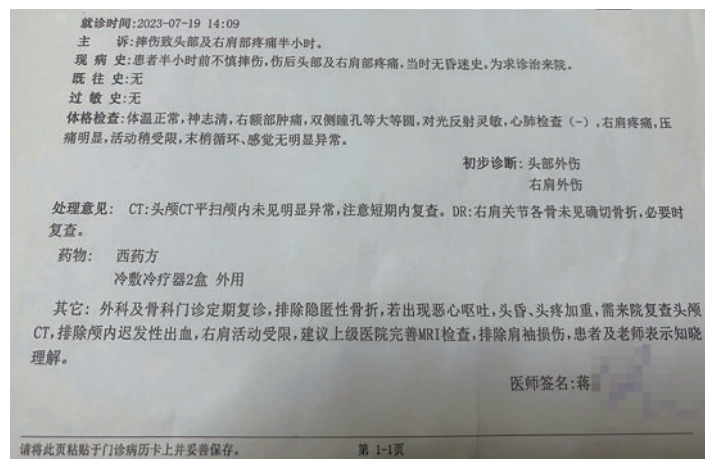 就诊时间:2023-07-19 14:09
主 诉:摔伤致头部及右肩部疼痛半小时。
现 病 史:患者半小时前不慎摔伤,伤后头部及右肩部疼痛,当时无昏迷史,为求诊治来院。
既 往 史:无
过 敏 史:无
体格检查:体温正常,神志清,右额部肿痛,双侧瞳孔等大等圆,对光反射灵敏,心肺检查(-),右肩疼痛,压
痛明显,活动稍受限,末梢循环、感觉无明显异常。
初步诊断: 头部外伤
右肩外伤
处理意见: CT:头颅CT平扫颅内未见明显异常,注意短期内复查。DR:右肩关节各骨未见确切骨折,必要时
复查。
药物: 西药方
冷敷冷疗器2盒 外用
其它: 外科及骨科门诊定期复诊,排除隐匿性骨折,若出现恶心呕吐,头昏、头疼加重,需来院复查头颅
CT,排除颅内迟发性出血,右肩活动受限,建议上级医院完善MRI检查,排除肩袖损伤,患者及老师表示知晓
理解。
医师签名:蒋
请将此页粘贴于门诊病历卡上并妥善保存。 第 1-1页